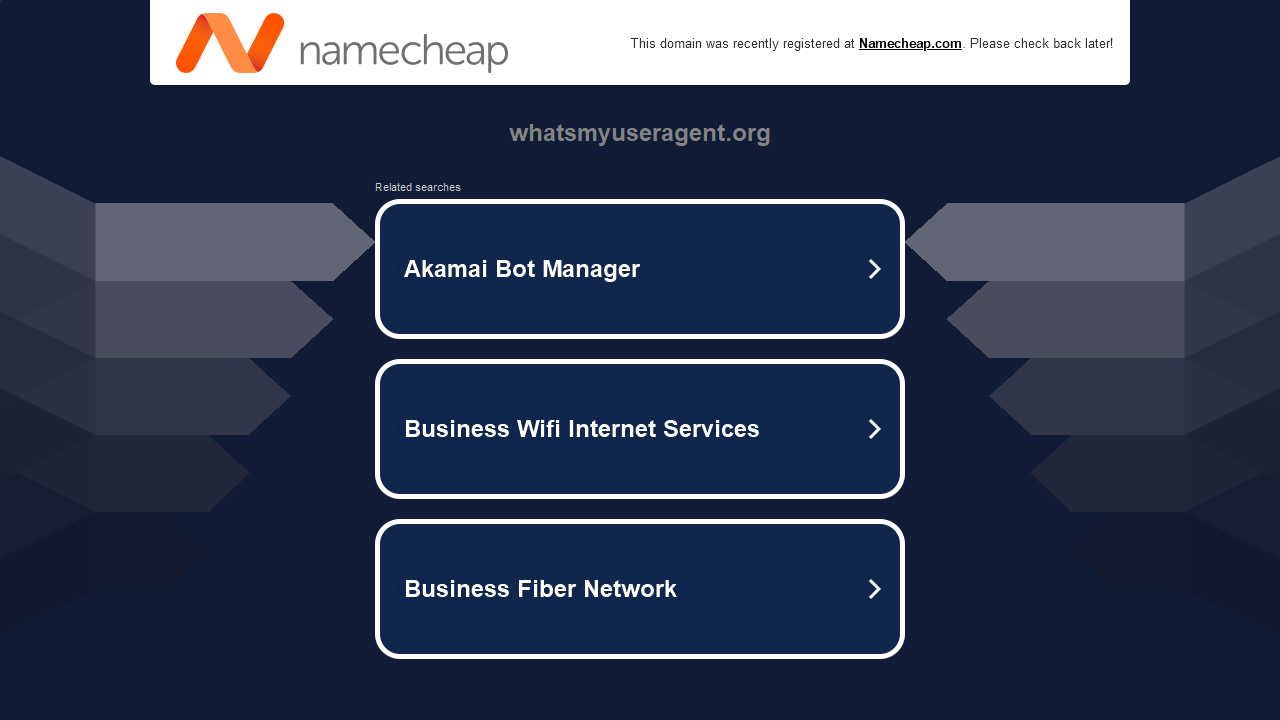 namecheap
This domain was recently registered at Namecheap.com. Please check back later!
whatsmyuseragent.org
Related searches
Akamai Bot Manager
Business Wifi Internet Services
Business Fiber Network